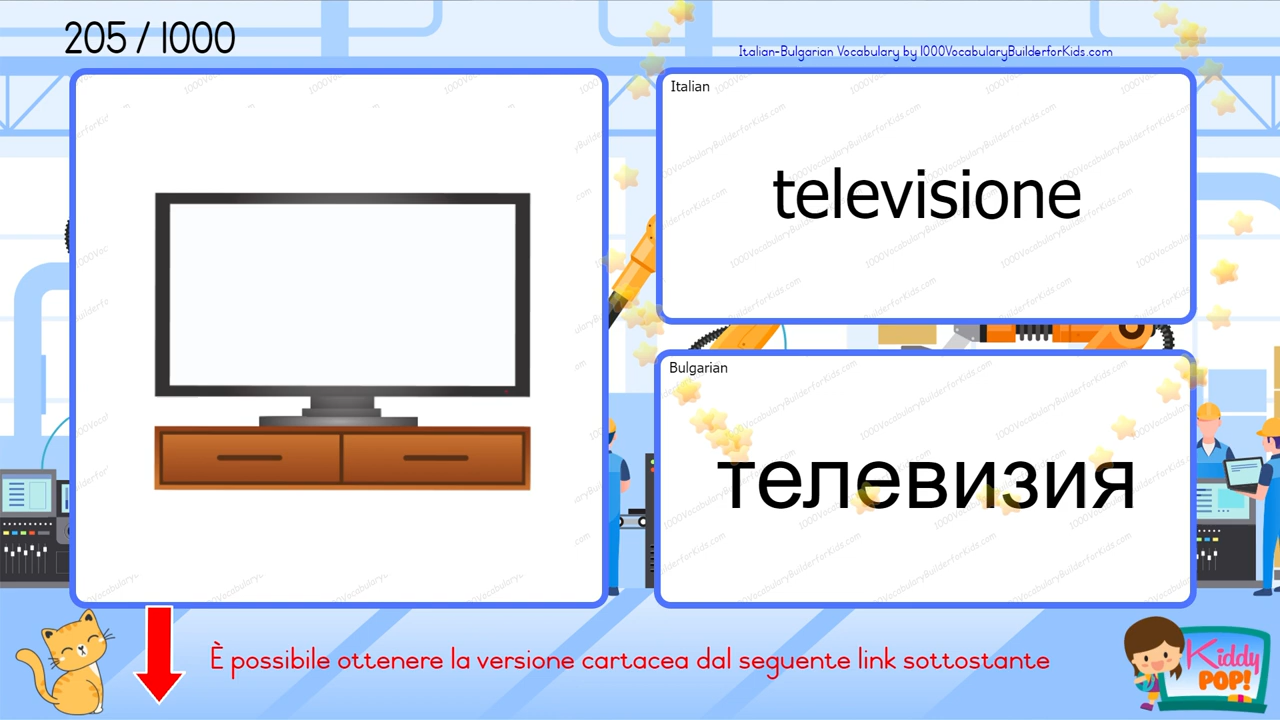 205 / 1000
Italian-Bulgarian Vocabulary by 1000VocabularyBuilderforKids.com
Italian
televisione
Bulgarian
телевизия
È possibile ottenere la versione cartacea dal seguente link sottostante
Kiddy
POP!